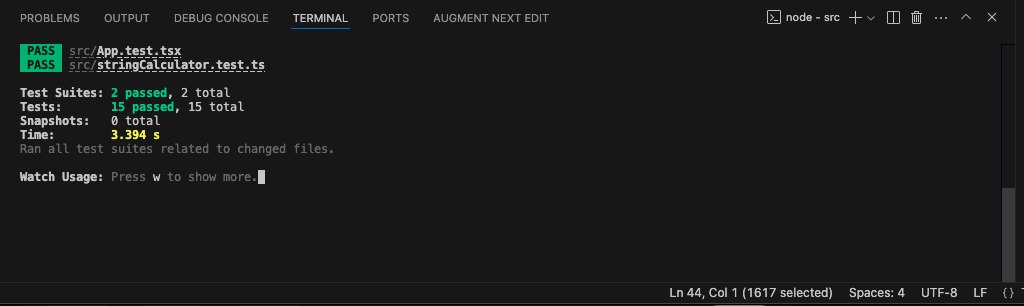 PROBLEMS OUTPUT DEBUG CONSOLE TERMINAL PORTS AUGMENT NEXT EDIT node - src
PASS src/App.test.tsx
PASS src/stringCalculator.test.ts
Test Suites: 2 passed, 2 total
Tests: 15 passed, 15 total
Snapshots: 0 total
Time: 3.394 s
Ran all test suites related to changed files.
Watch Usage: Press w to show more.
Ln 44, Col 1 (1617 selected) Spaces: 4 UTF-8 LF {}